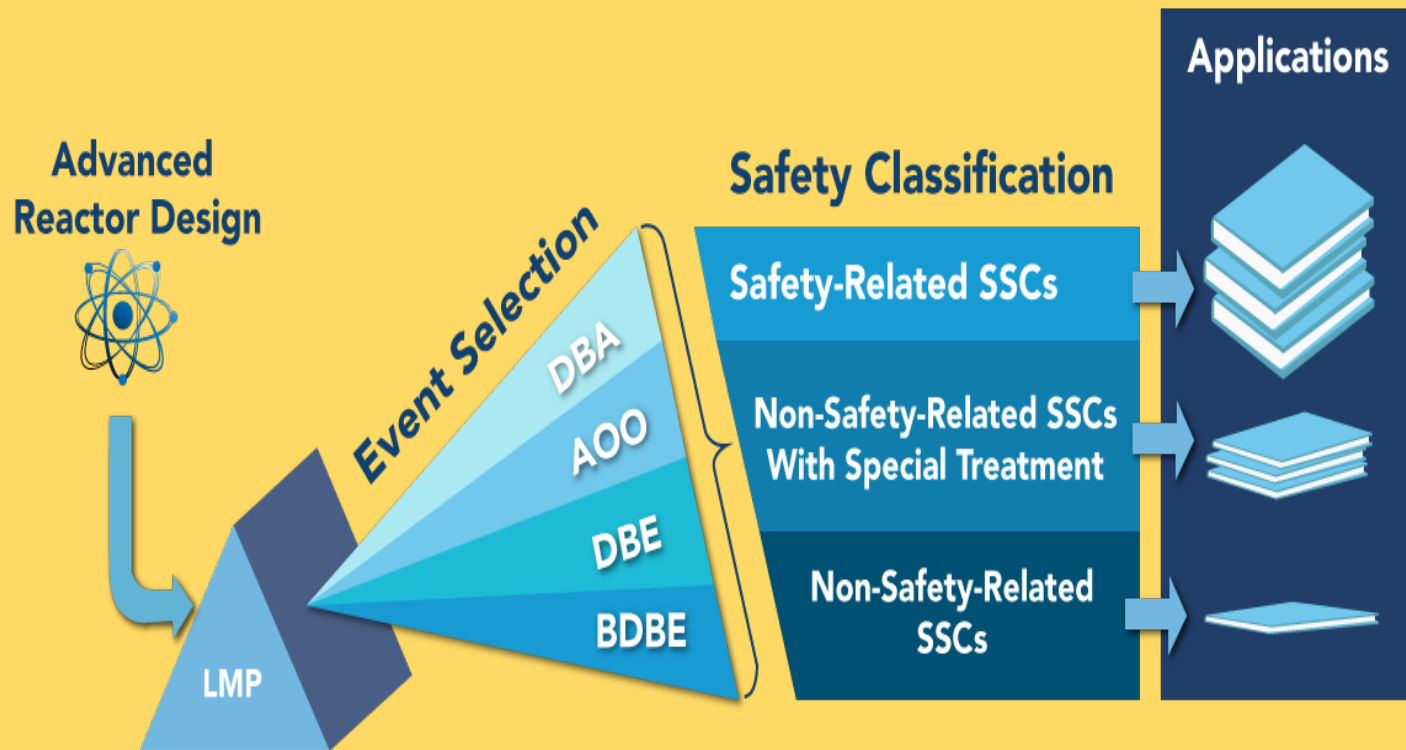 Advanced
Reactor Design
LMP
Event Selection
DBA
AOO
DBE
BDBE
Safety Classification
Safety-Related SSCs
Non-Safety-Related SSCs
With Special Treatment
Non-Safety-Related
SSCs
Applications